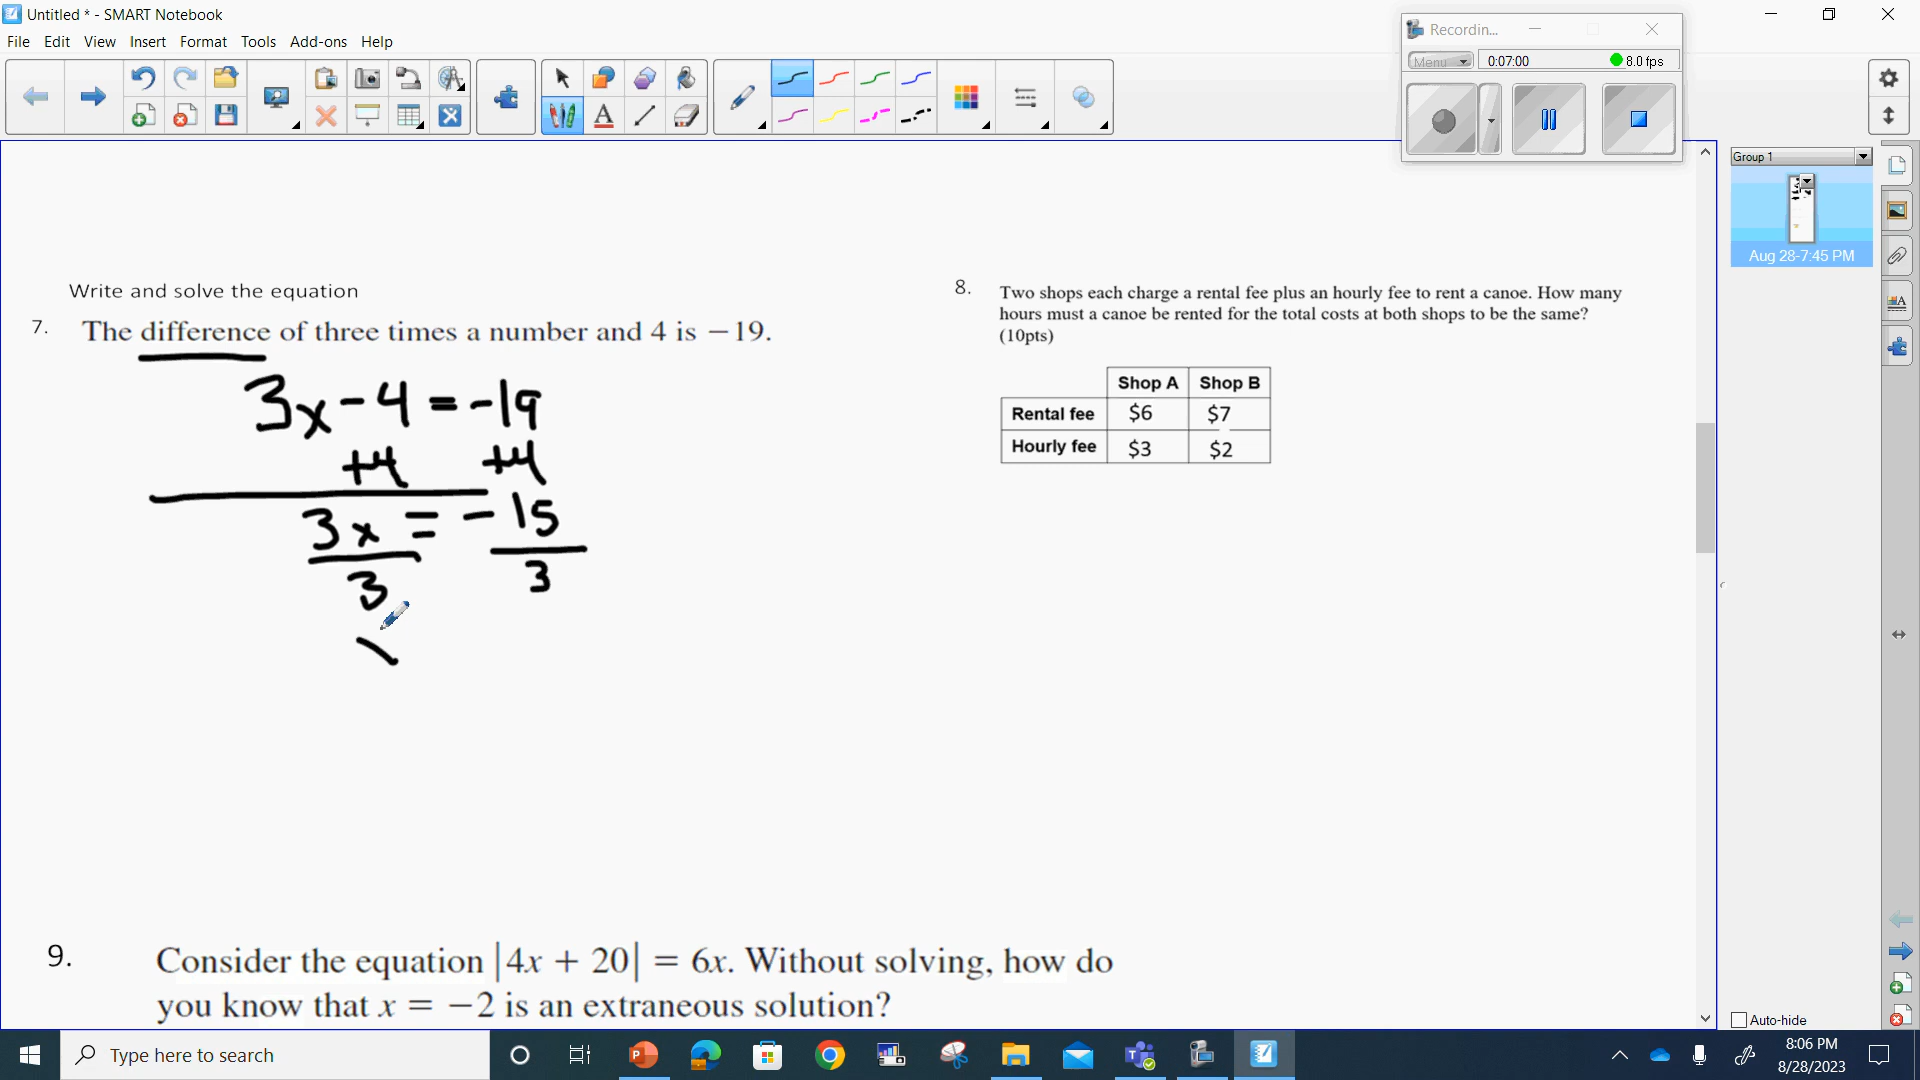 Untitled * - SMART Notebook
File Edit View Insert Format Tools Add-ons Help
Recordin...
Menu 0:07:00 8.0 fps
Group 1
Aug 28-7:45 PM
Write and solve the equation
7. The difference of three times a number and 4 is −19.
3x - 4 = -19
+4 +4
3x = -15
3 3
8. Two shops each charge a rental fee plus an hourly fee to rent a canoe. How many
hours must a canoe be rented for the total costs at both shops to be the same?
(10pts)
Shop A Shop B
Rental fee $6 $7
Hourly fee $3 $2
9. Consider the equation |4x + 20| = 6x. Without solving, how do
you know that x = −2 is an extraneous solution?
Auto-hide
Type here to search
8:06 PM
8/28/2023